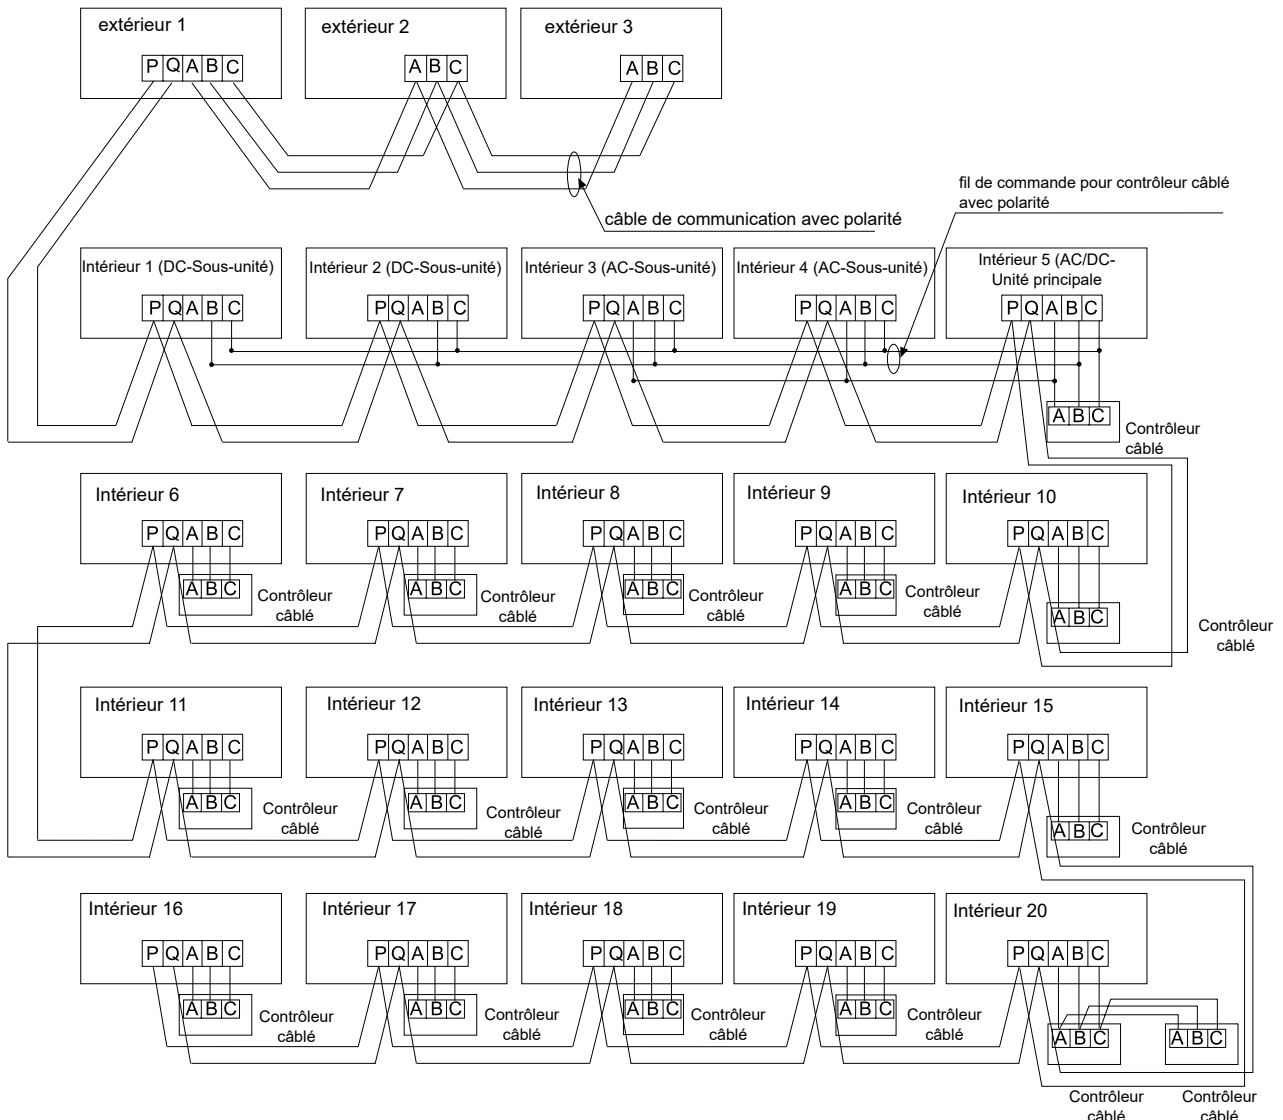 extérieur 1
extérieur 2
extérieur 3
P Q A B C
A B C
A B C
fil de commande pour contrôleur câblé
avec polarité
câble de communication avec polarité
Intérieur 1 (DC-Sous-unité)
Intérieur 2 (DC-Sous-unité)
Intérieur 3 (AC-Sous-unité)
Intérieur 4 (AC-Sous-unité)
Intérieur 5 (AC/DC-
Unité principale
P Q A B C
P Q A B C
P Q A B C
P Q A B C
P Q A B C
A B C
Contrôleur
câblé
Intérieur 6
Intérieur 7
Intérieur 8
Intérieur 9
Intérieur 10
P Q A B C
P Q A B C
P Q A B C
P Q A B C
P Q A B C
A B C
Contrôleur
câblé
A B C
Contrôleur
câblé
A B C
Contrôleur
câblé
A B C
Contrôleur
câblé
A B C
Contrôleur
câblé
Intérieur 11
Intérieur 12
Intérieur 13
Intérieur 14
Intérieur 15
P Q A B C
P Q A B C
P Q A B C
P Q A B C
P Q A B C
A B C
Contrôleur
câblé
A B C
Contrôleur
câblé
A B C
Contrôleur
câblé
A B C
Contrôleur
câblé
A B C
Contrôleur
câblé
Intérieur 16
Intérieur 17
Intérieur 18
Intérieur 19
Intérieur 20
P Q A B C
P Q A B C
P Q A B C
P Q A B C
P Q A B C
A B C
Contrôleur
câblé
A B C
Contrôleur
câblé
A B C
Contrôleur
câblé
A B C
Contrôleur
câblé
A B C
A B C
Contrôleur
câblé
Contrôleur
câblé